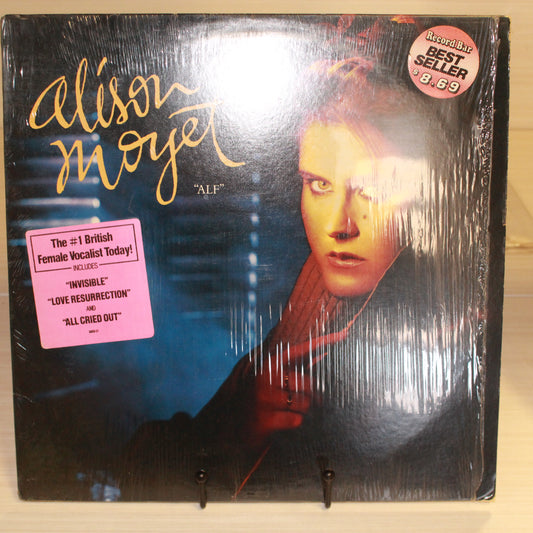 alison
moyet
"ALF"
Record Bar
BEST
SELLER
$8.69
The #1 British
Female Vocalist Today!
INCLUDES
"INVISIBLE"
"LOVE RESURRECTION"
AND
"ALL CRIED OUT"